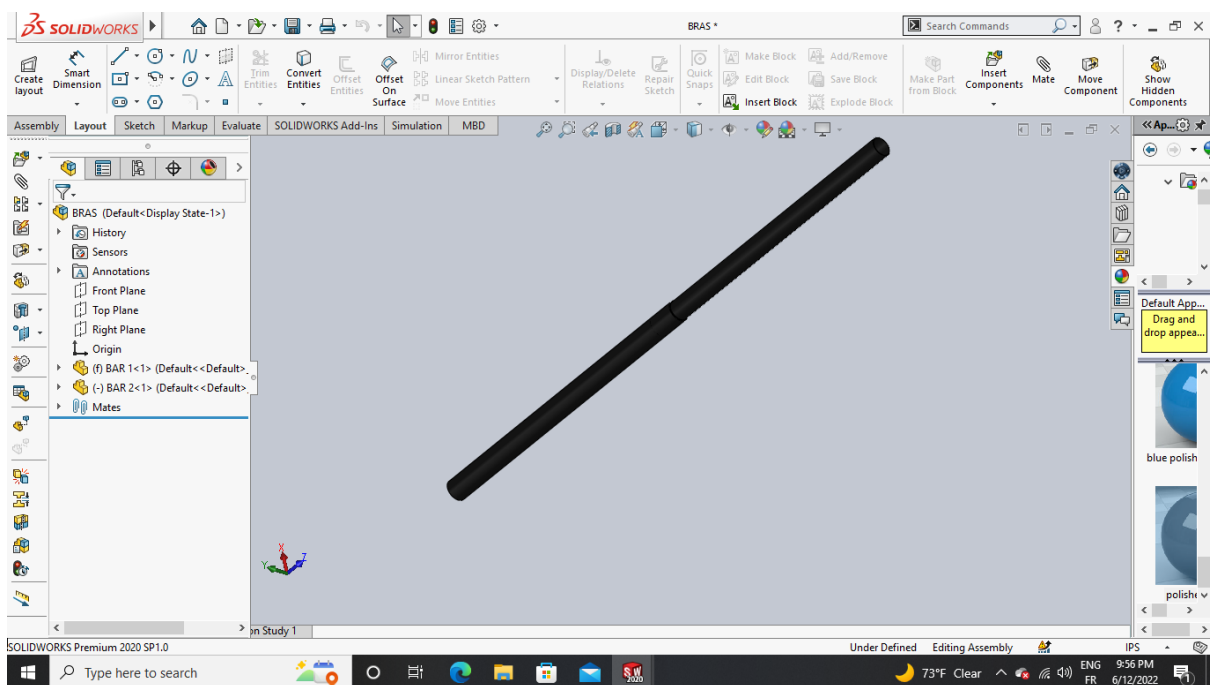 SOLIDWORKS
BRAS *
Search Commands
Create layout
Smart Dimension
Trim Entities
Convert Entities
Offset Entities
Offset On Surface
Mirror Entities
Linear Sketch Pattern
Move Entities
Display/Delete Relations
Repair Sketch
Quick Snaps
Make Block
Edit Block
Insert Block
Add/Remove
Save Block
Explode Block
Make Part from Block
Insert Components
Mate
Move Component
Show Hidden Components
Assembly Layout Sketch Markup Evaluate SOLIDWORKS Add-Ins Simulation MBD
«Ap...
BRAS (Default<Display State-1>)
History
Sensors
Annotations
Front Plane
Top Plane
Right Plane
Origin
(f) BAR 1<1> (Default<<Default>
(-) BAR 2<1> (Default<<Default>
Mates
Default App...
Drag and
drop appea...
blue polish
polishe
X
Y
Z
on Study 1
SOLIDWORKS Premium 2020 SP1.0
Under Defined Editing Assembly IPS
Type here to search
SW
2020
73°F Clear
ENG
FR
9:56 PM
6/12/2022
1